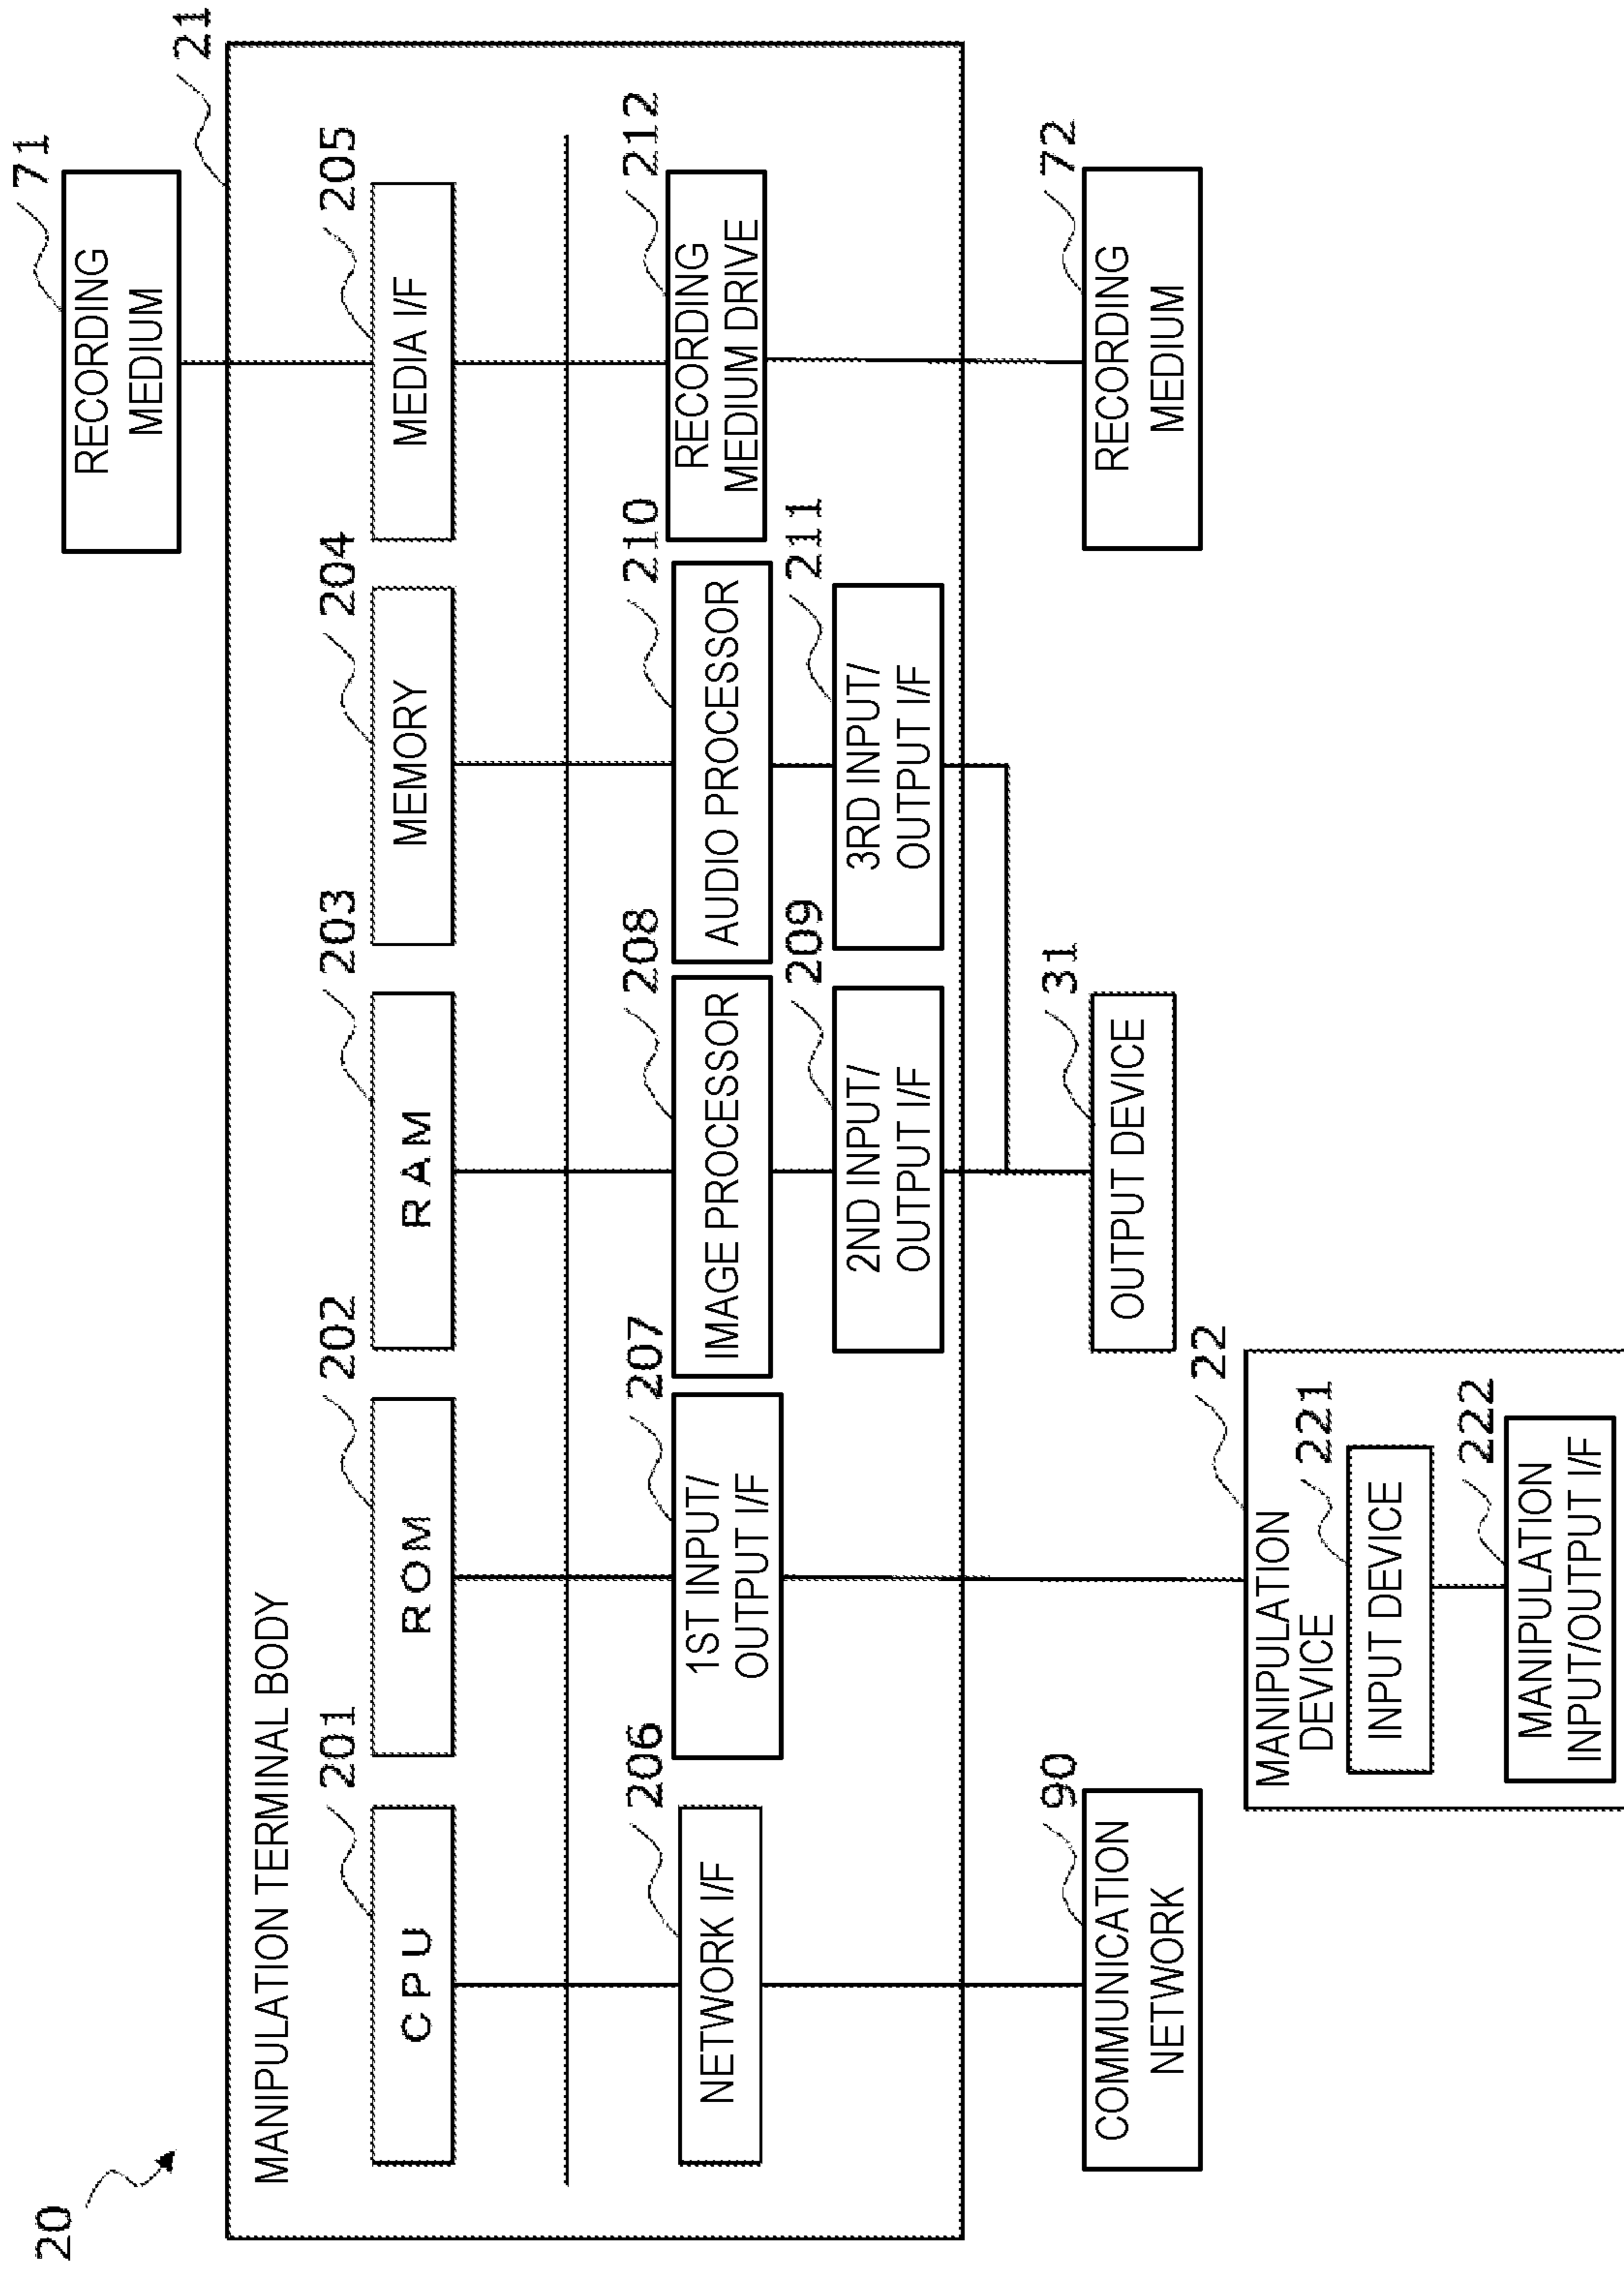 20
71
RECORDING
MEDIUM
21
MANIPULATION TERMINAL BODY
201
202
203
204
205
CPU
ROM
RAM
MEMORY
MEDIA I/F
206
207
208
210
212
NETWORK I/F
1ST INPUT/
OUTPUT I/F
IMAGE PROCESSOR
AUDIO PROCESSOR
RECORDING
MEDIUM DRIVE
209
211
2ND INPUT/
OUTPUT I/F
3RD INPUT/
OUTPUT I/F
90
31
72
COMMUNICATION
NETWORK
OUTPUT DEVICE
RECORDING
MEDIUM
22
MANIPULATION
DEVICE
221
INPUT DEVICE
222
MANIPULATION
INPUT/OUTPUT I/F